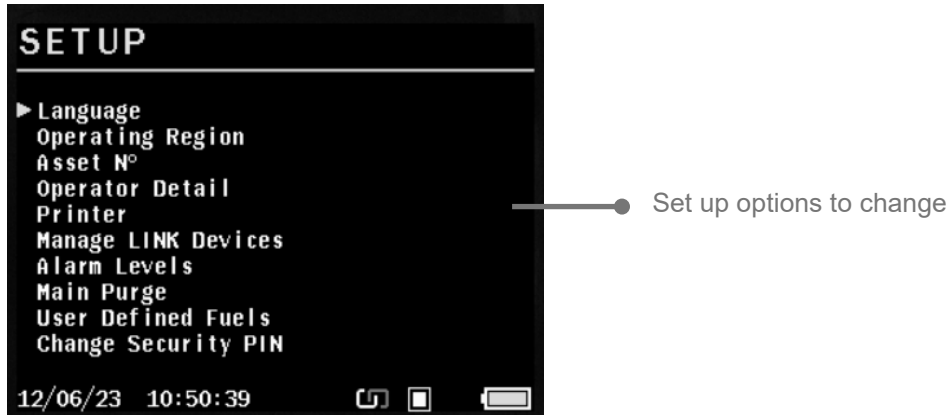 SETUP
Language
Operating Region
Asset Nº
Operator Detail
Printer
Manage LINK Devices
Alarm Levels
Main Purge
User Defined Fuels
Change Security PIN
12/06/23 10:50:39
Set up options to change